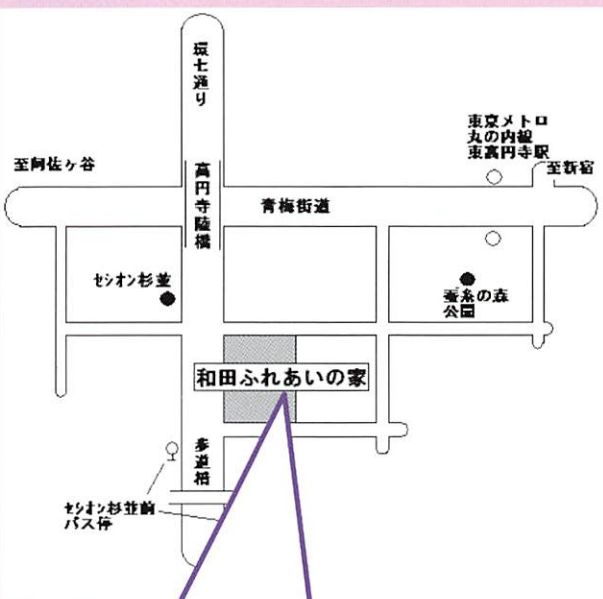 環七通り
東京メトロ
丸の内線
東高円寺駅
至阿佐ヶ谷
至新宿
高円寺陸橋
青梅街道
セシオン杉並
蚕糸の森
公園
和田ふれあいの家
歩道橋
セシオン杉並前
バス停